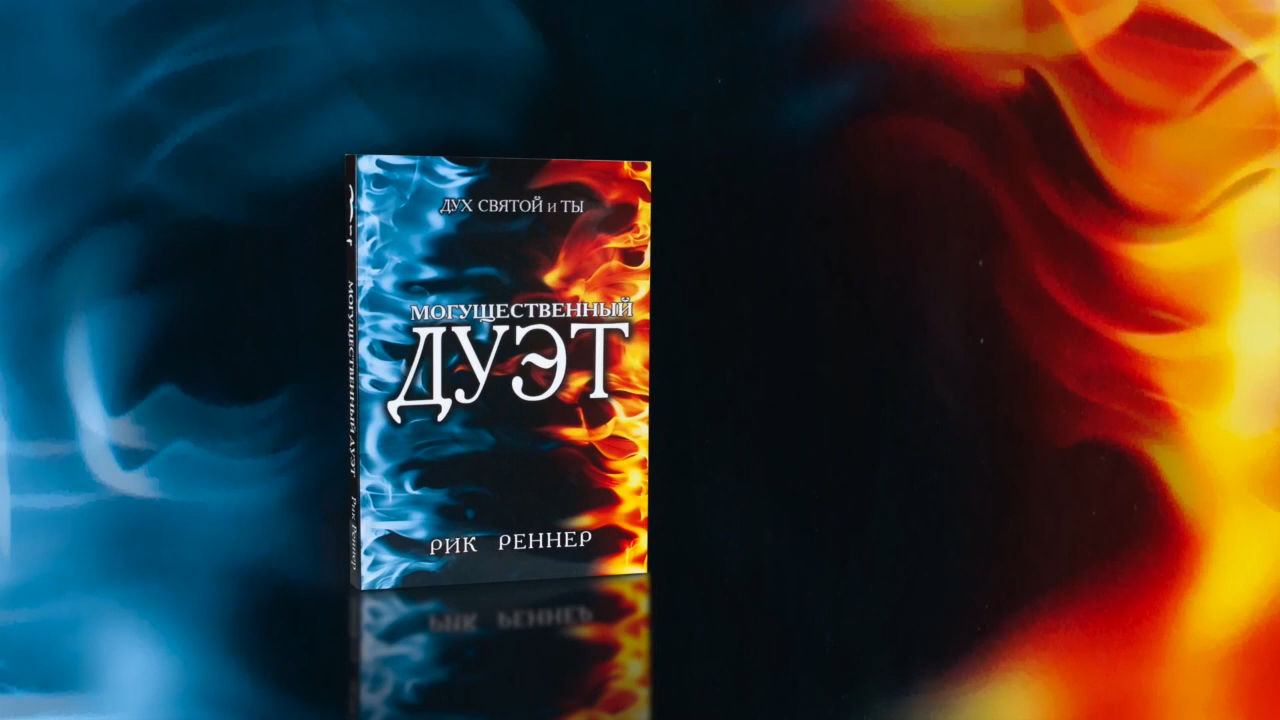 ДУХ СВЯТОЙ и ТЫ
МОГУЩЕСТВЕННЫЙ
ДУЭТ
РИК РЕННЕР
МОГУЩЕСТВЕННЫЙ ДУЭТ Рик Реннер